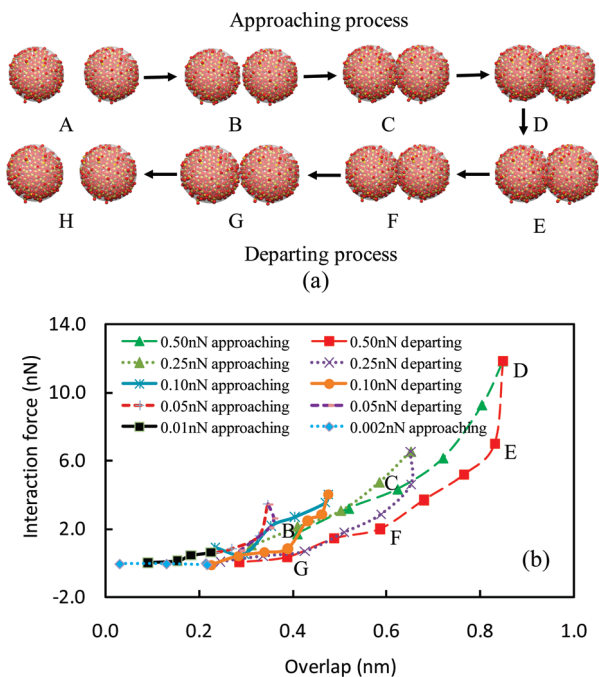 Approaching process
A
B
C
D
H
G
F
E
Departing process
(a)
14.0
10.0
6.0
2.0
-2.0
Interaction force (nN)
0.50nN approaching
0.50nN departing
0.25nN approaching
0.25nN departing
0.10nN approaching
0.10nN departing
0.05nN approaching
0.05nN departing
0.01nN approaching
0.002nN approaching
D
E
C
B
F
G
(b)
0.0 0.2 0.4 0.6 0.8 1.0
Overlap (nm)